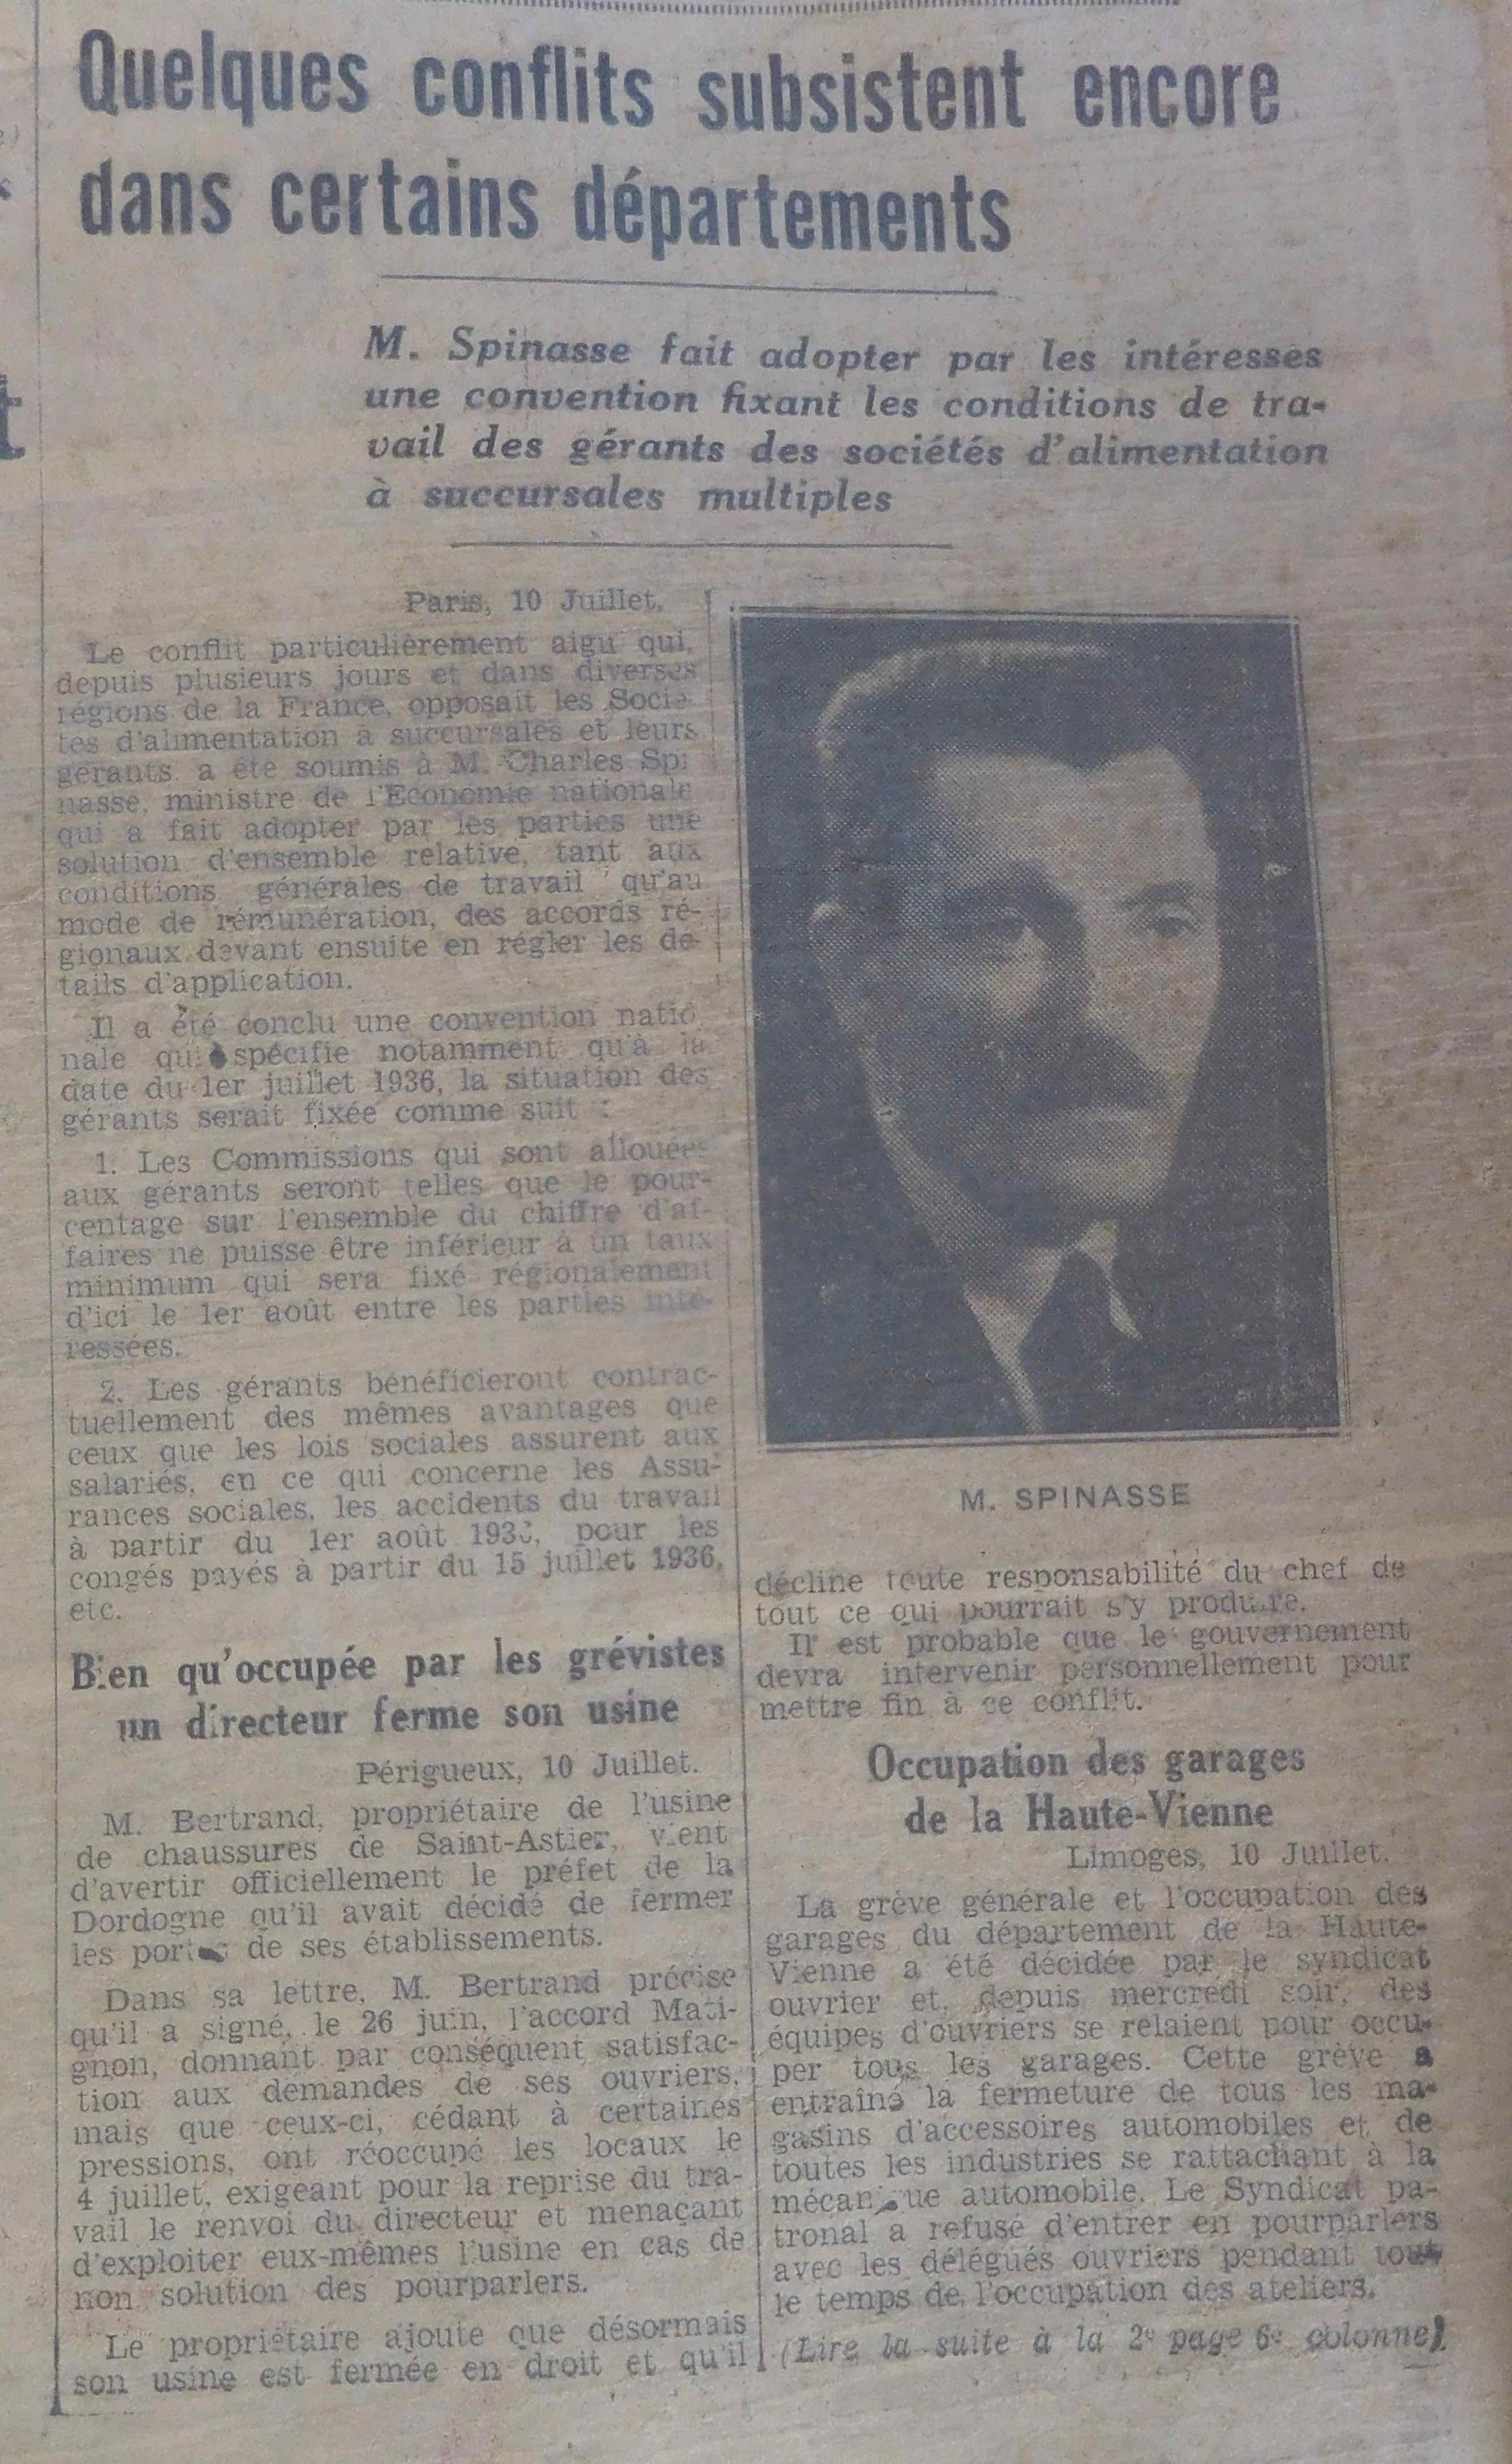 Quelques conflits subsistent encore
dans certains départements
M. Spinasse fait adopter par les intéressés
une convention fixant les conditions de tra-
vail des gérants des sociétés d'alimentation
à succursales multiples
Paris, 10 Juillet.
Le conflit particulièrement aigu qui,
depuis plusieurs jours et dans diverses
régions de la France, opposait les Socié-
tés d'alimentation à succursales et leurs
gérants a été soumis à M. Charles Spi
nasse, ministre de l'Economie nationale
qui a fait adopter par les parties une
solution d'ensemble relative, tant aux
conditions générales de travail qu'au
mode de rémunération, des accords ré-
gionaux devant ensuite en régler les dé-
tails d'application.
Il a été conclu une convention natio
nale qui spécifie notamment qu'à la
date du 1er juillet 1936, la situation des
gérants serait fixée comme suit :
1. Les Commissions qui sont allouées
aux gérants seront telles que le pour-
centage sur l'ensemble du chiffre d'af-
faires ne puisse être inférieur à un taux
minimum qui sera fixé régionalement
d'ici le 1er août entre les parties inté-
ressées.
2. Les gérants bénéficieront contrac-
tuellement des mêmes avantages que
ceux que les lois sociales assurent aux
salariés, en ce qui concerne les Assu-
rances sociales, les accidents du travail
à partir du 1er août 1936, pour les
congés payés à partir du 15 juillet 1936,
etc.
Bien qu'occupée par les grévistes
un directeur ferme son usine
Périgueux, 10 Juillet.
M. Bertrand, propriétaire de l'usine
de chaussures de Saint-Astier, vient
d'avertir officiellement le préfet de la
Dordogne qu'il avait décidé de fermer
les portes de ses établissements.
Dans sa lettre, M. Bertrand précise
qu'il a signé, le 26 juin, l'accord Mati-
gnon, donnant par conséquent satisfac-
tion aux demandes de ses ouvriers,
mais que ceux-ci, cédant à certaines
pressions, ont réoccupé les locaux le
4 juillet, exigeant pour la reprise du tra-
vail le renvoi du directeur et menaçant
d'exploiter eux-mêmes l'usine en cas de
non solution des pourparlers.
Le propriétaire ajoute que désormais
son usine est fermée en droit et qu'il
M. SPINASSE
décline toute responsabilité du chef de
tout ce qui pourrait s'y produire.
Il est probable que le gouvernement
devra intervenir personnellement pour
mettre fin à ce conflit.
Occupation des garages
de la Haute-Vienne
Limoges, 10 Juillet.
La grève générale et l'occupation des
garages du département de la Haute-
Vienne a été décidée par le syndicat
ouvrier et, depuis mercredi soir, des
équipes d'ouvriers se relaient pour occu-
per tous les garages. Cette grève a
entraîné la fermeture de tous les ma-
gasins d'accessoires automobiles et de
toutes les industries se rattachant à la
mécanique automobile. Le Syndicat pa-
tronal a refusé d'entrer en pourparlers
avec les délégués ouvriers pendant tout
le temps de l'occupation des ateliers.
(Lire la suite à la 2e page 6e colonne)